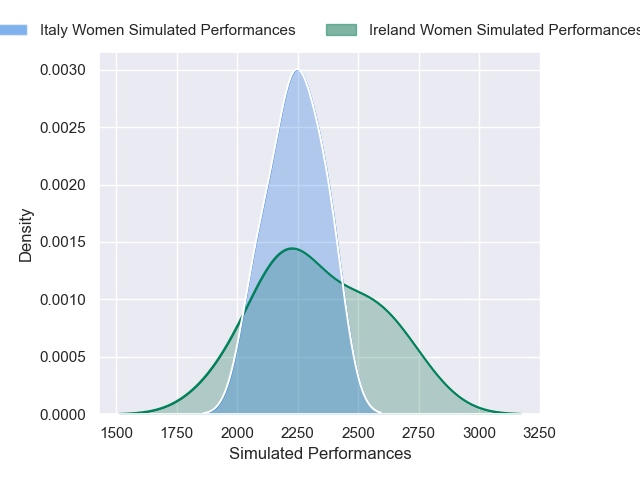 Italy Women Simulated Performances Ireland Women Simulated Performances
0.0030
0.0025
0.0020
0.0015
0.0010
0.0005
0.0000
Density
1500 1750 2000 2250 2500 2750 3000 3250
Simulated Performances